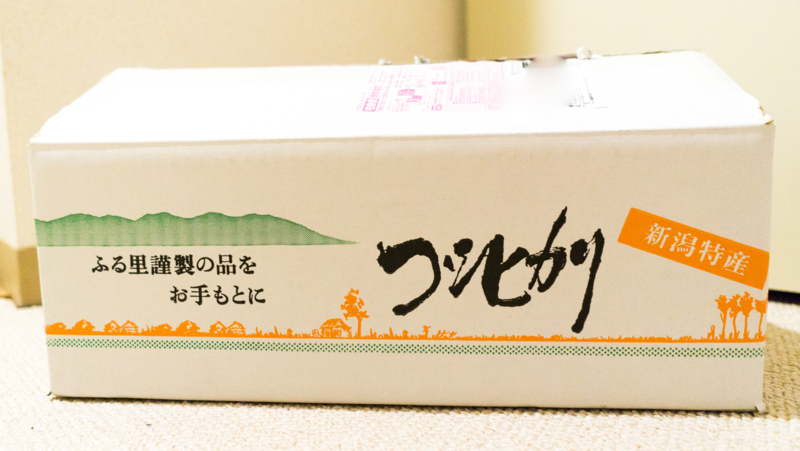 ふる里謹製の品を
お手もとに
コシヒカリ
新潟特産